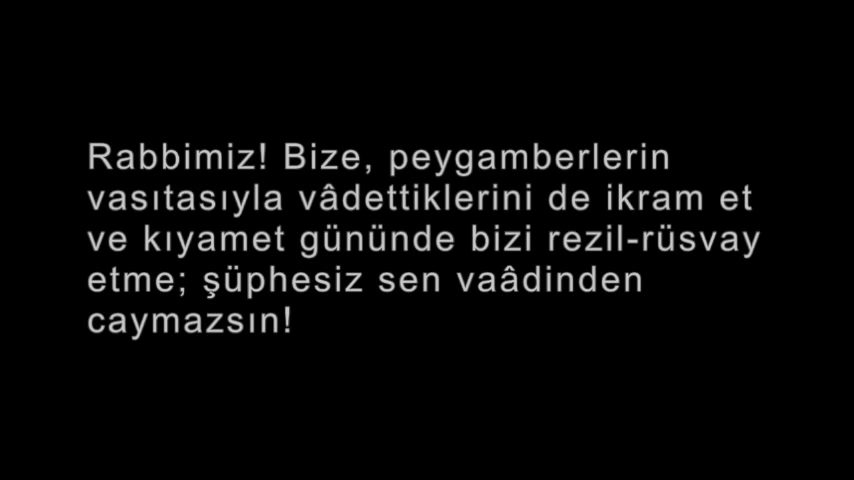 Rabbimiz! Bize, peygamberlerin
vasıtasıyla vâdettiklerini de ikram et
ve kıyamet gününde bizi rezil-rüsvay
etme; şüphesiz sen vaâdinden
caymazsın!